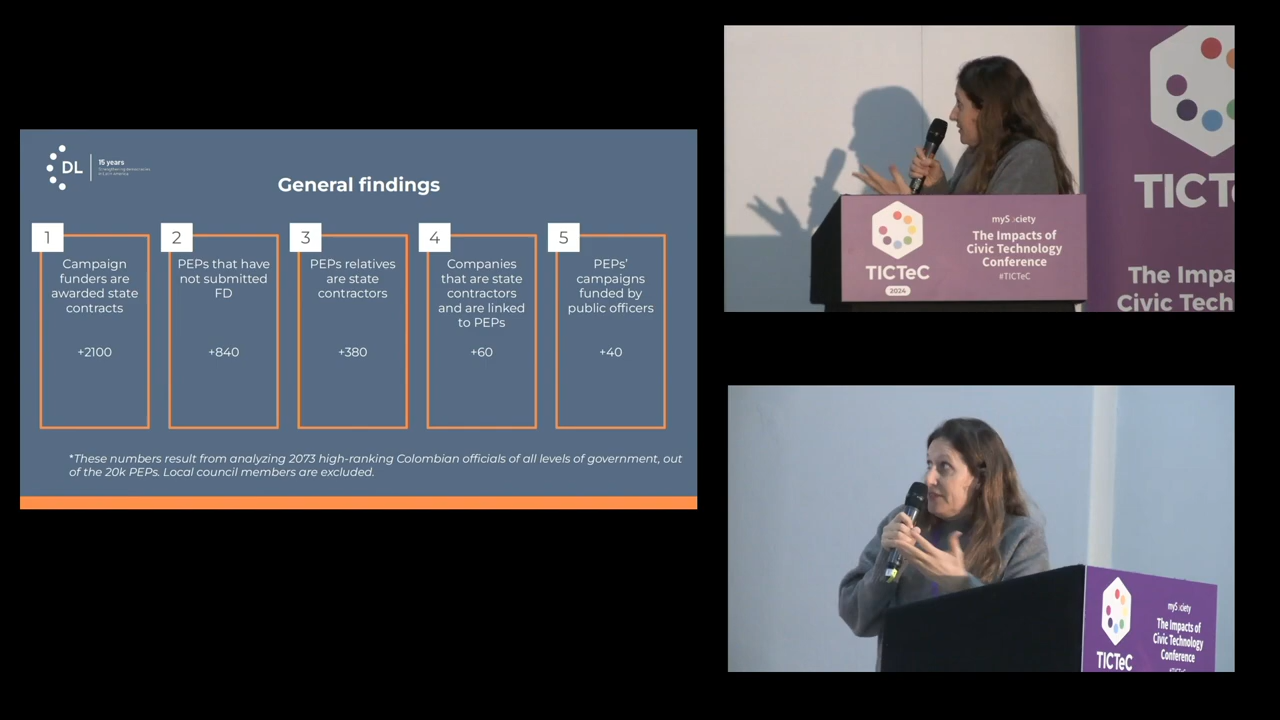 DL
15 years
General findings
1
Campaign
funders are
awarded state
contracts
+2100
2
PEPs that have
not submitted
FD
+840
3
PEPs relatives
are state
contractors
+380
4
Companies
that are state
contractors
and are linked
to PEPs
+60
5
PEPs’
campaigns
funded by
public officers
+40
*These numbers result from analyzing 2073 high-ranking Colombian officials of all levels of government, out
of the 20k PEPs. Local council members are excluded.
TICTeC
2024
mySociety
The Impacts of
Civic Technology
Conference
#TICTeC
TICTe
The Impa
Civic Tech
TICTeC
mySociety
The Impacts of
Civic Technology
Conference
#TICTeC